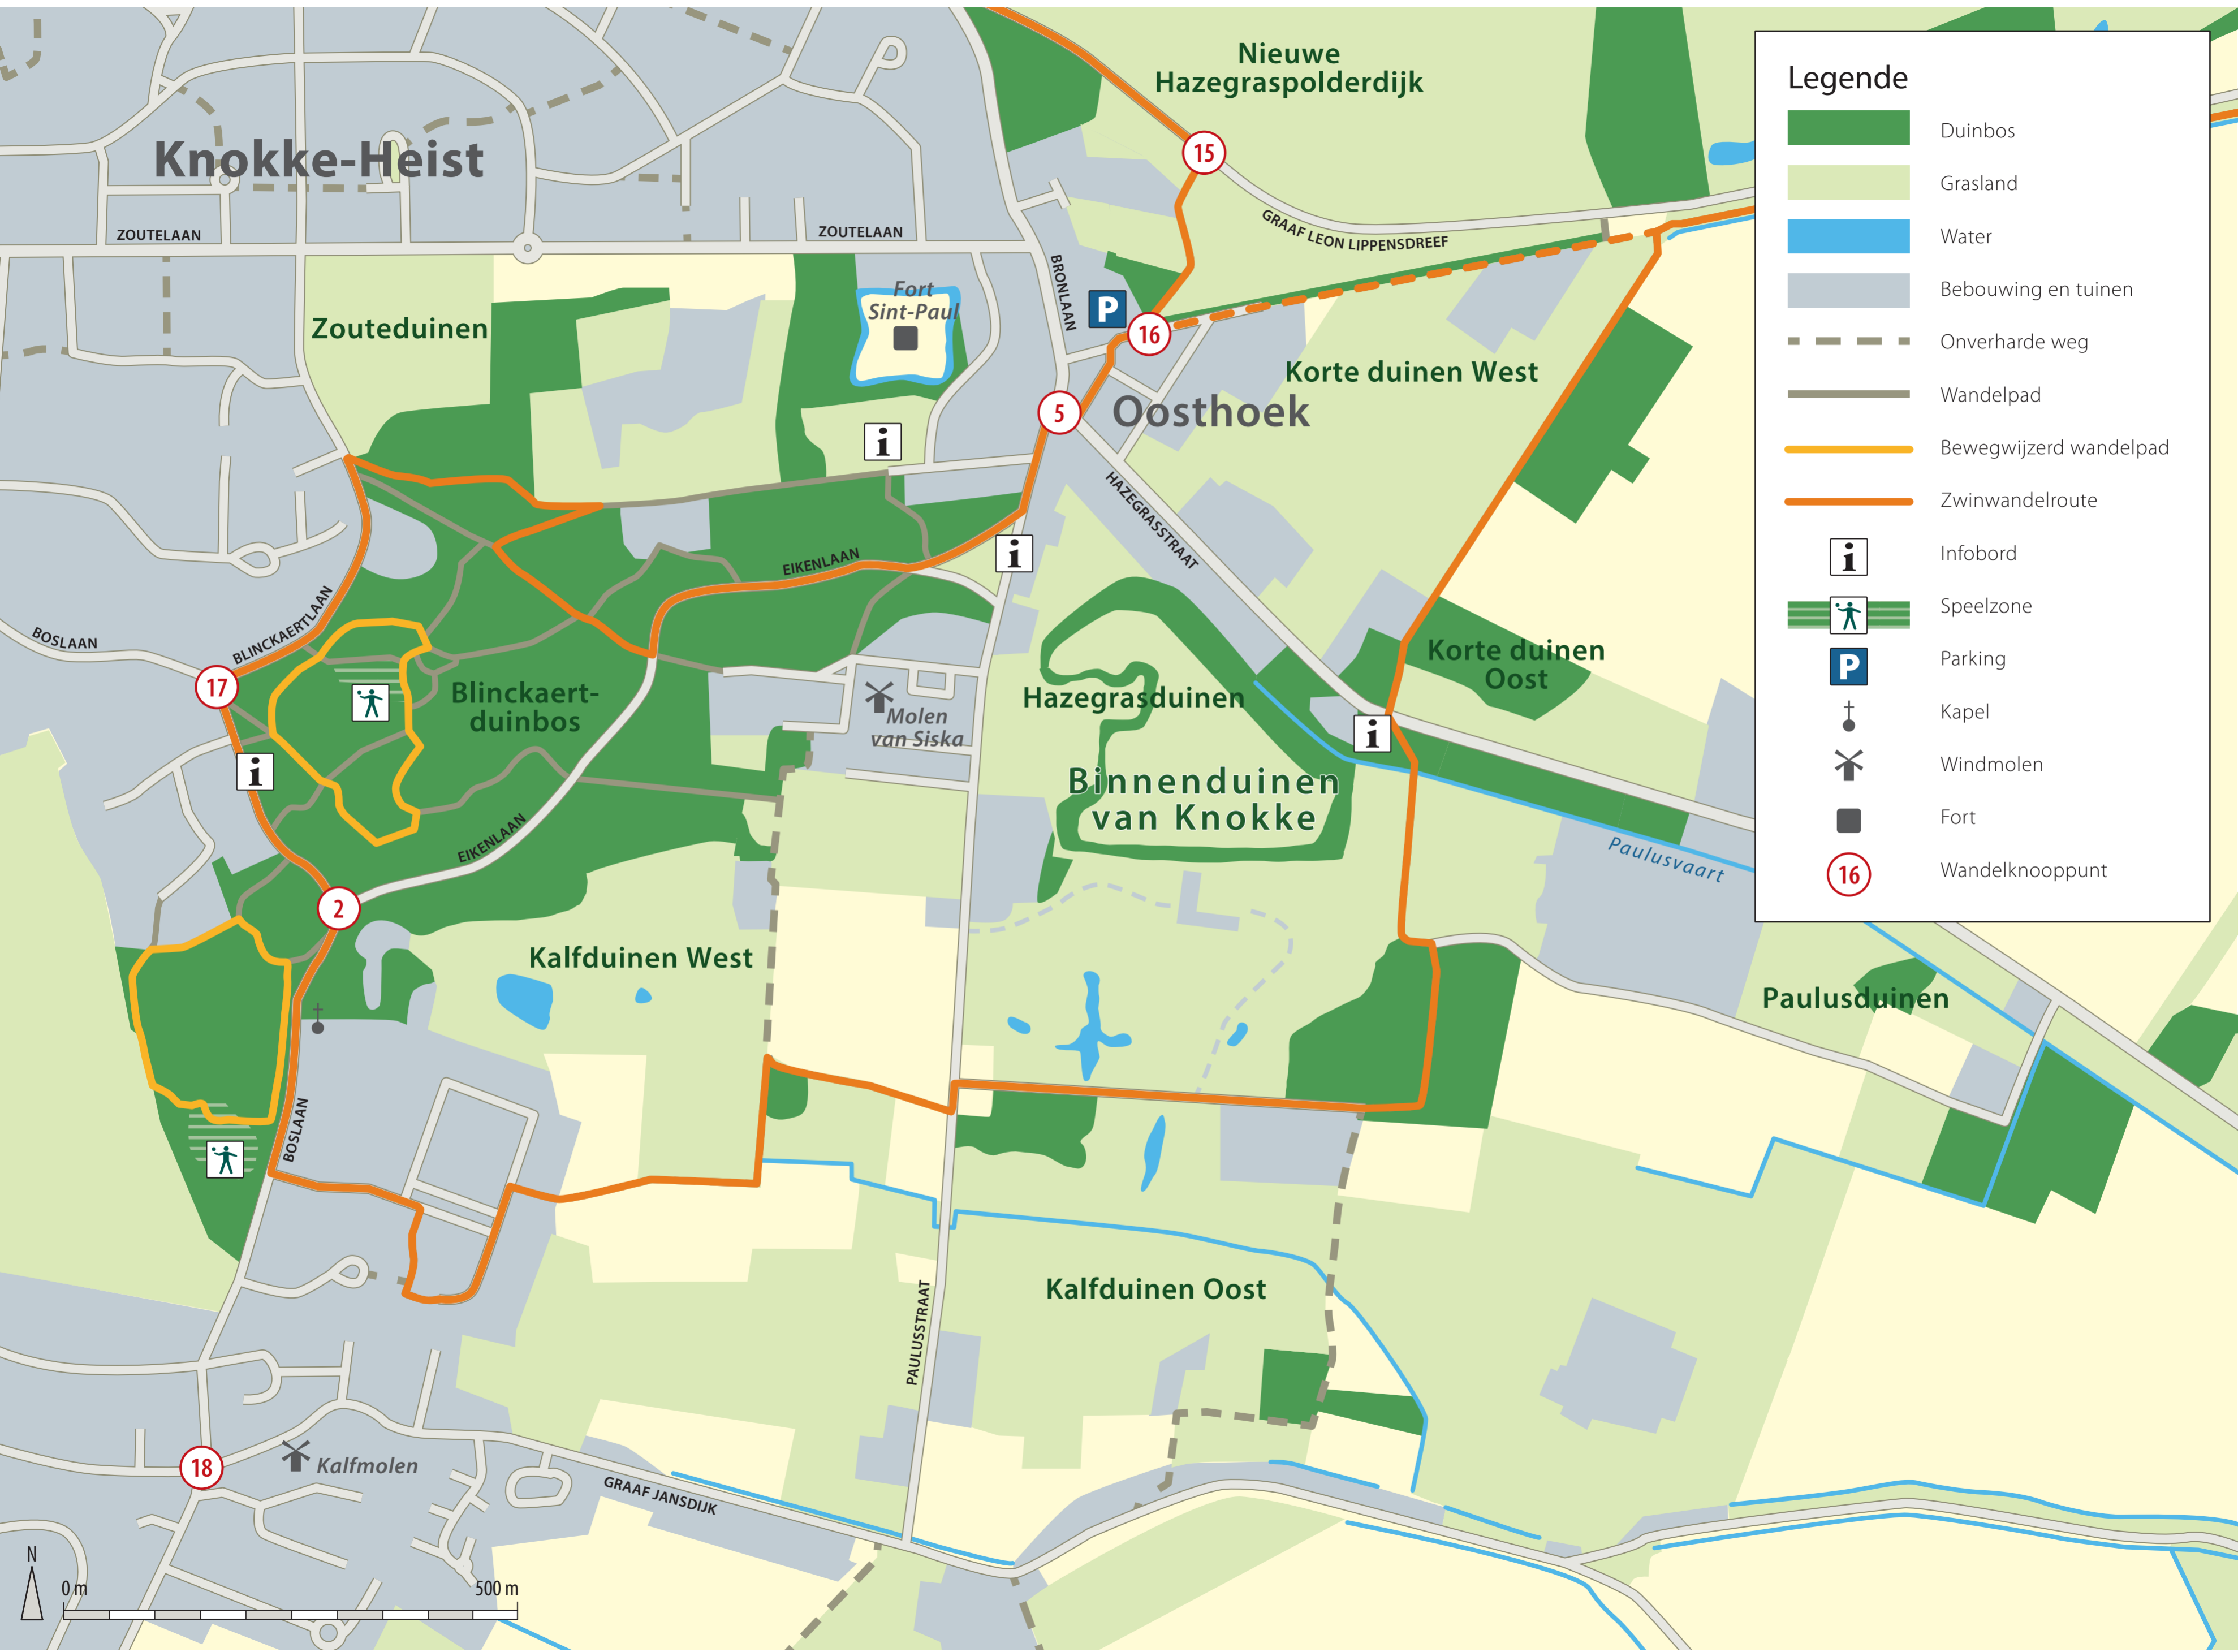 Nieuwe
Hazegraspolderdijk
Knokke-Heist
15
ZOUTELAAN
ZOUTELAAN
GRAAF LEON LIPPENSDREEF
BRONLAAN
Fort
Sint-Paul
P
16
Zouteduinen
Korte duinen West
5
Oosthoek
i
HAZEGRASSTRAAT
EIKENLAAN
i
BLINCKAERTLAAN
BOSLAAN
17
Blinckaert-
duinbos
Hazegrasduinen
Korte duinen
Oost
Molen
van Siska
i
i
Binnenduinen
van Knokke
EIKENLAAN
Paulusvaart
2
Kalfduinen West
Paulusduinen
BOSLAAN
Kalfduinen Oost
PAULUSSTRAAT
18
Kalfmolen
GRAAF JANSDIJK
N
0 m
500 m
Legende
Duinbos
Grasland
Water
Bebouwing en tuinen
Onverharde weg
Wandelpad
Bewegwijzerd wandelpad
Zwinwandelroute
i Infobord
Speelzone
P Parking
Kapel
Windmolen
Fort
16 Wandelknooppunt